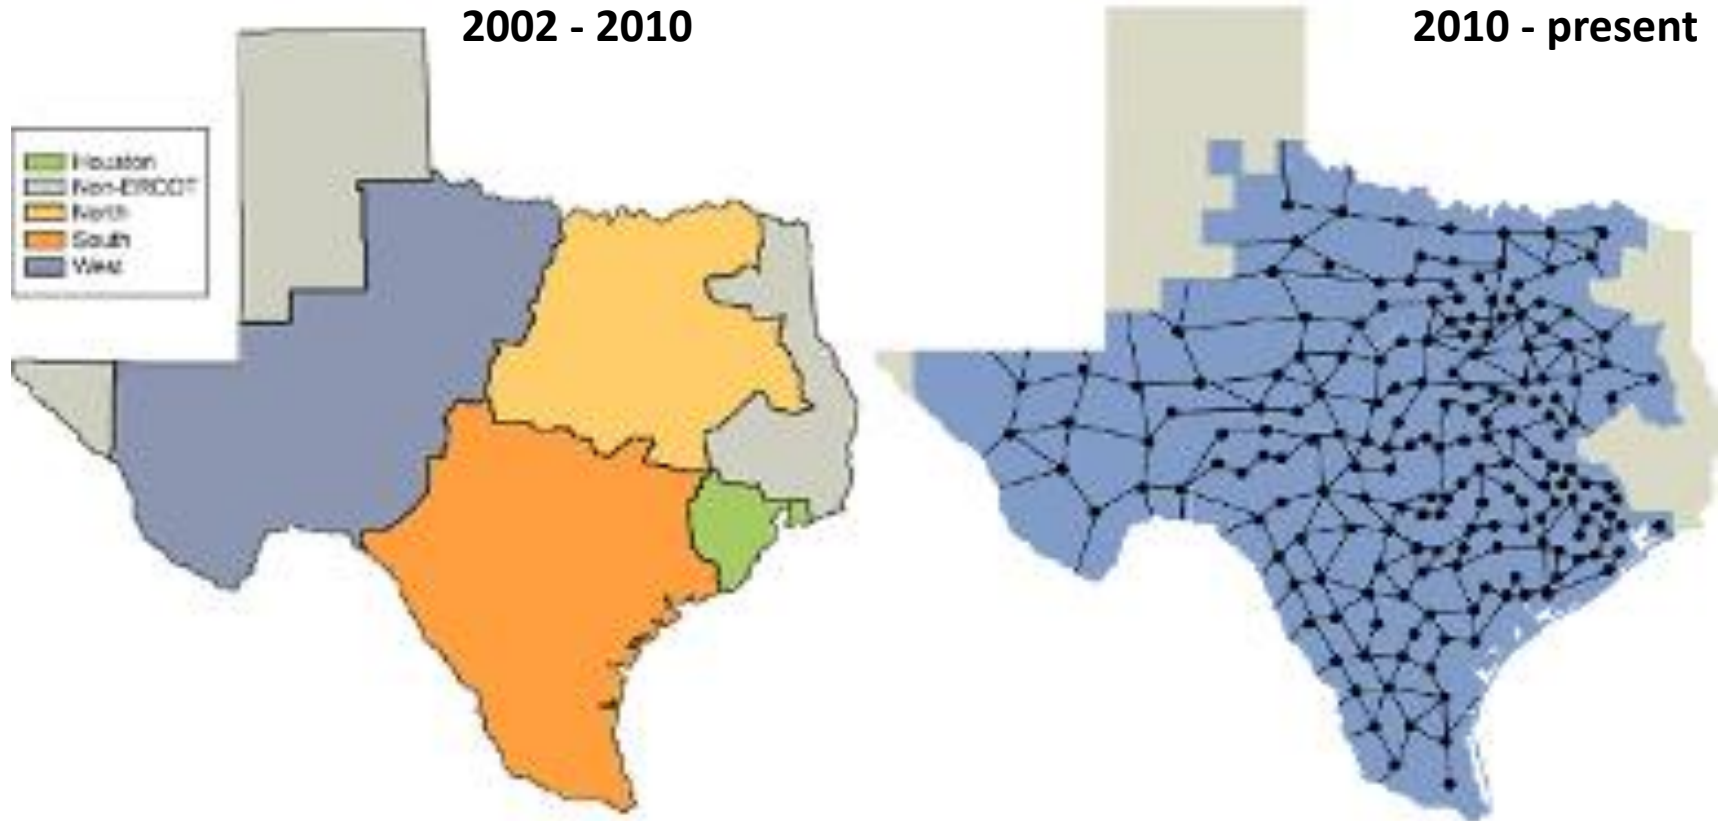 2002 - 2010
2010 - present
Houston
Non-ERCOT
North
South
West